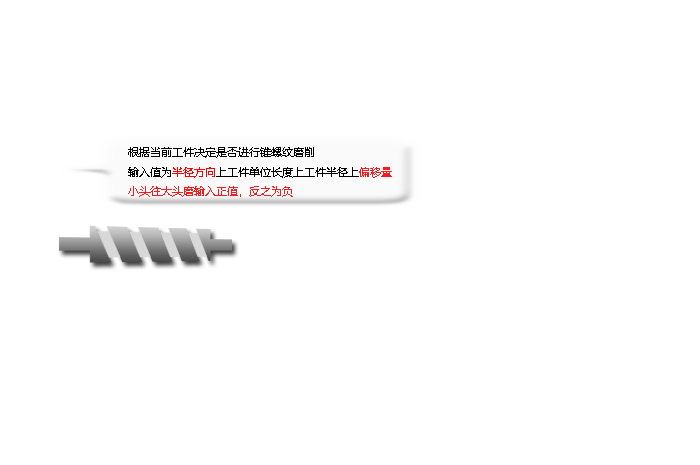 根据当前工件决定是否进行锥螺纹磨削
输入值为半径方向上工件单位长度上工件半径上偏移量
小头往大头磨输入正值，反之为负